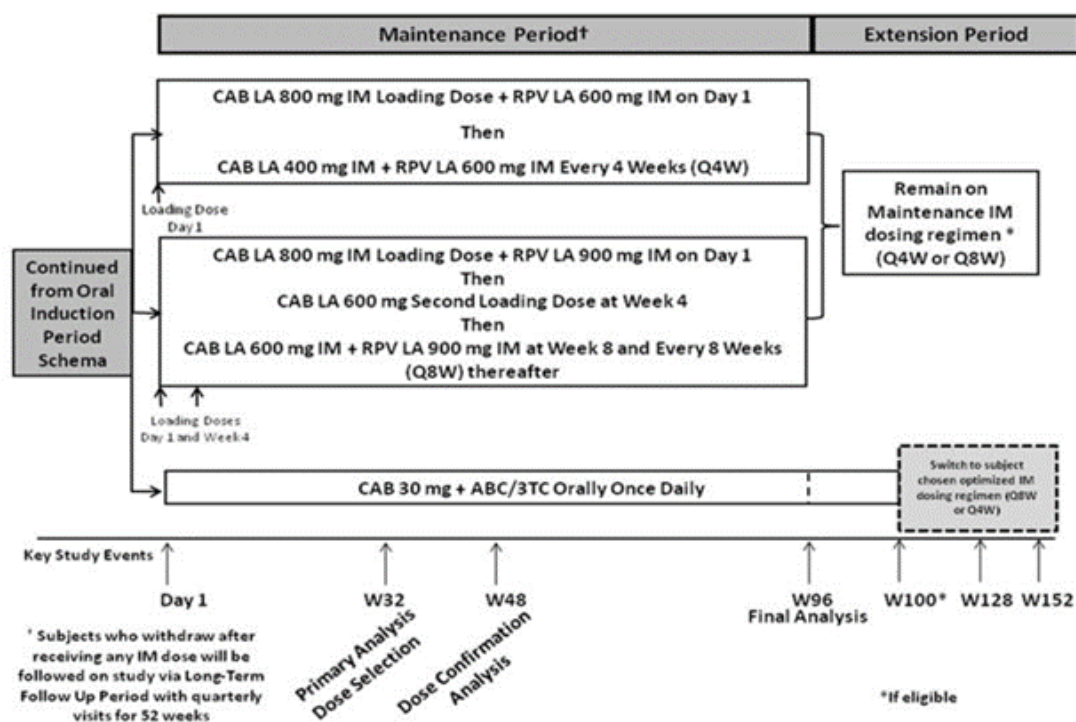 Maintenance Period†
Extension Period
CAB LA 800 mg IM Loading Dose + RPV LA 600 mg IM on Day 1
Then
CAB LA 400 mg IM + RPV LA 600 mg IM Every 4 Weeks (Q4W)
Loading Dose
Day 1
Remain on
Maintenance IM
dosing regimen *
(Q4W or Q8W)
Continued
from Oral
Induction
Period
Schema
CAB LA 800 mg IM Loading Dose + RPV LA 900 mg IM on Day 1
Then
CAB LA 600 mg Second Loading Dose at Week 4
Then
CAB LA 600 mg IM + RPV LA 900 mg IM at Week 8 and Every 8 Weeks
(Q8W) thereafter
Loading Doses
Day 1 and Week 4
CAB 30 mg + ABC/3TC Orally Once Daily
Switch to subject
chosen optimized IM
dosing regimen (Q8W
or Q4W)
Key Study Events
Day 1
W32
W48
W96
W100*
W128
W152
Primary Analysis
Dose Selection
Dose Confirmation
Analysis
Final Analysis
† Subjects who withdraw after
receiving any IM dose will be
followed on study via Long-Term
Follow Up Period with quarterly
visits for 52 weeks
*If eligible